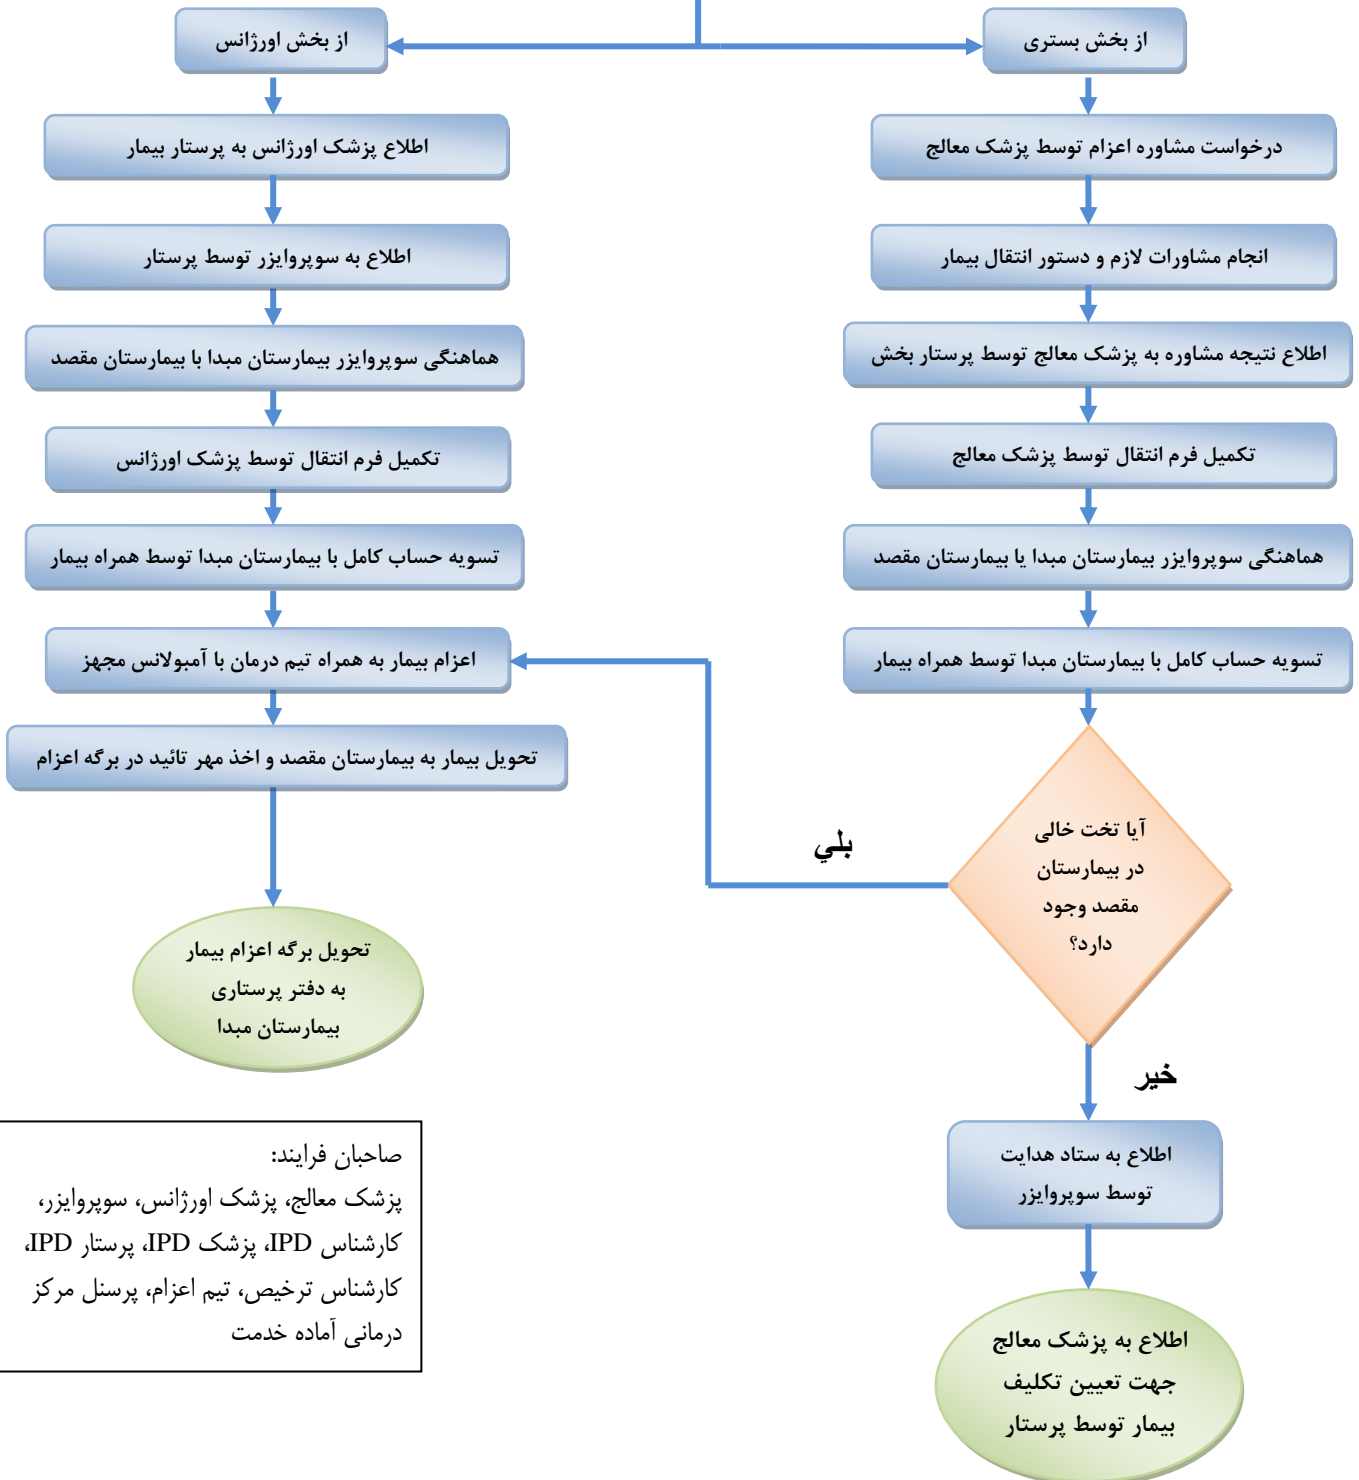 از بخش بستری
درخواست مشاوره اعزام توسط پزشک معالج
انجام مشاورات لازم و دستور انتقال بیمار
اطلاع نتیجه مشاوره به پزشک معالج توسط پرستار بخش
تکمیل فرم انتقال توسط پزشک معالج
هماهنگی سوپروایزر بیمارستان مبدا یا بیمارستان مقصد
تسویه حساب کامل با بیمارستان مبدا توسط همراه بیمار
آیا تخت خالی
در بیمارستان
مقصد وجود
دارد؟
بلي
خیر
اطلاع به ستاد هدایت
توسط سوپروایزر
اطلاع به پزشک معالج
جهت تعیین تکلیف
بیمار توسط پرستار
از بخش اورژانس
اطلاع پزشک اورژانس به پرستار بیمار
اطلاع به سوپروایزر توسط پرستار
هماهنگی سوپروایزر بیمارستان مبدا با بیمارستان مقصد
تکمیل فرم انتقال توسط پزشک اورژانس
تسویه حساب کامل با بیمارستان مبدا توسط همراه بیمار
اعزام بیمار به همراه تیم درمان با آمبولانس مجهز
تحویل بیمار به بیمارستان مقصد و اخذ مهر تائید در برگه اعزام
تحویل برگه اعزام بیمار
به دفتر پرستاری
بیمارستان مبدا
صاحبان فرایند:
پزشک معالج، پزشک اورژانس، سوپروایزر،
کارشناس IPD، پزشک IPD، پرستار IPD،
کارشناس ترخیص، تیم اعزام، پرسنل مرکز
درمانی آماده خدمت